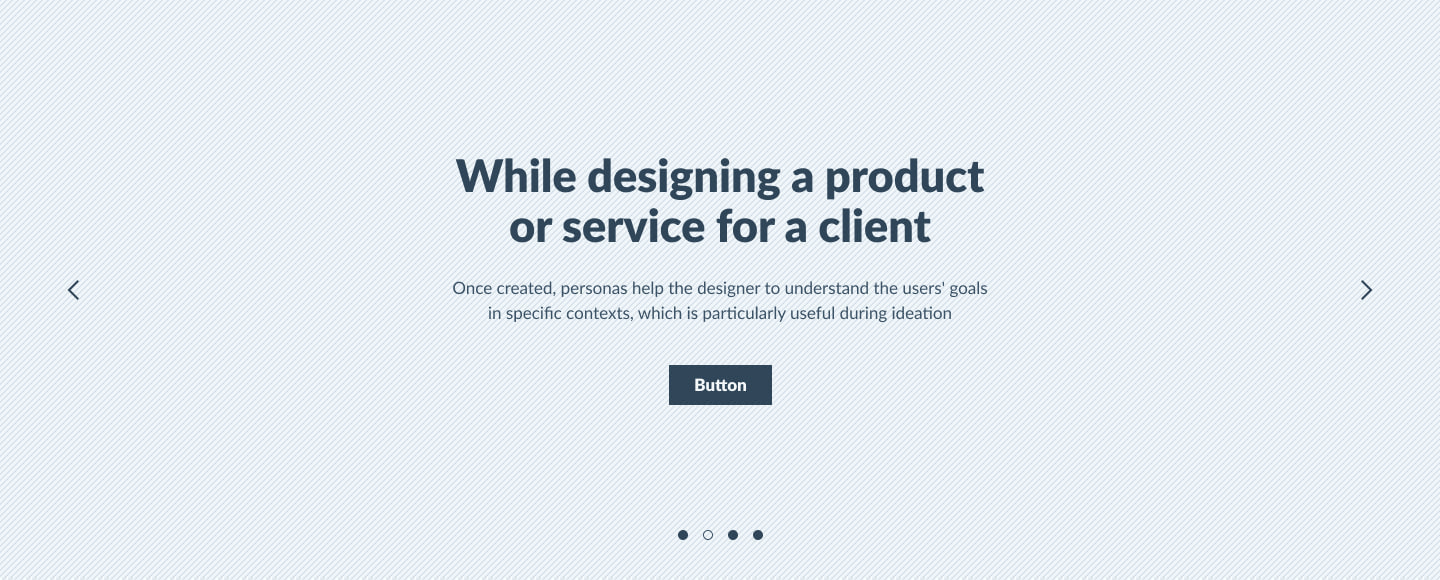 While designing a product
or service for a client
Once created, personas help the designer to understand the users' goals
in specific contexts, which is particularly useful during ideation
Button